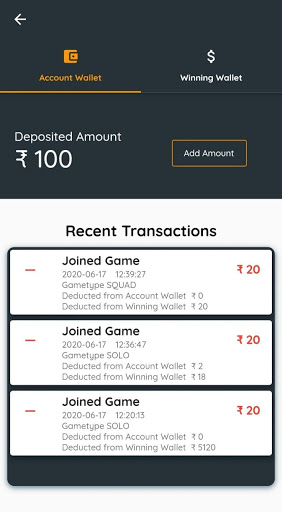 $
Account Wallet
Winning Wallet
Deposited Amount
₹ 100
Add Amount
Recent Transactions
Joined Game
2020-06-17 12:39:27
₹ 20
Gametype SQUAD
Deducted from Account Wallet ₹ 0
Deducted from Winning Wallet ₹ 20
Joined Game
2020-06-17 12:36:47
₹ 20
Gametype SOLO
Deducted from Account Wallet ₹ 2
Deducted from Winning Wallet ₹ 18
Joined Game
2020-06-17 12:20:13
₹ 20
Gametype SOLO
Deducted from Account Wallet ₹ 0
Deducted from Winning Wallet ₹ 5120